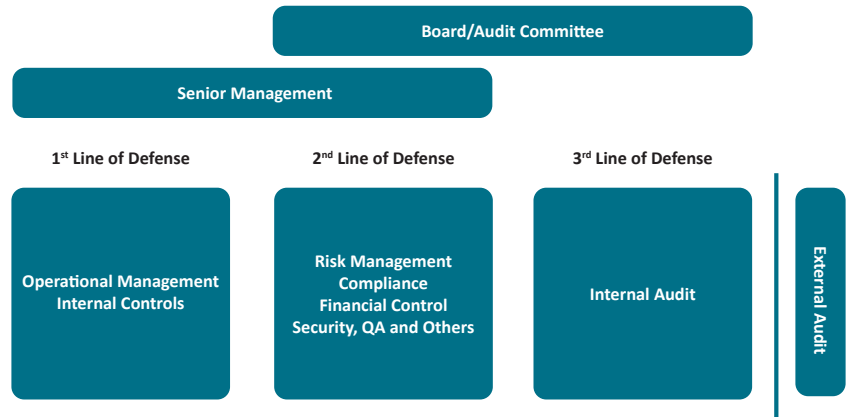 Board/Audit Committee
Senior Management
1st Line of Defense
2nd Line of Defense
3rd Line of Defense
Operational Management
Internal Controls
Risk Management
Compliance
Financial Control
Security, QA and Others
Internal Audit
External Audit